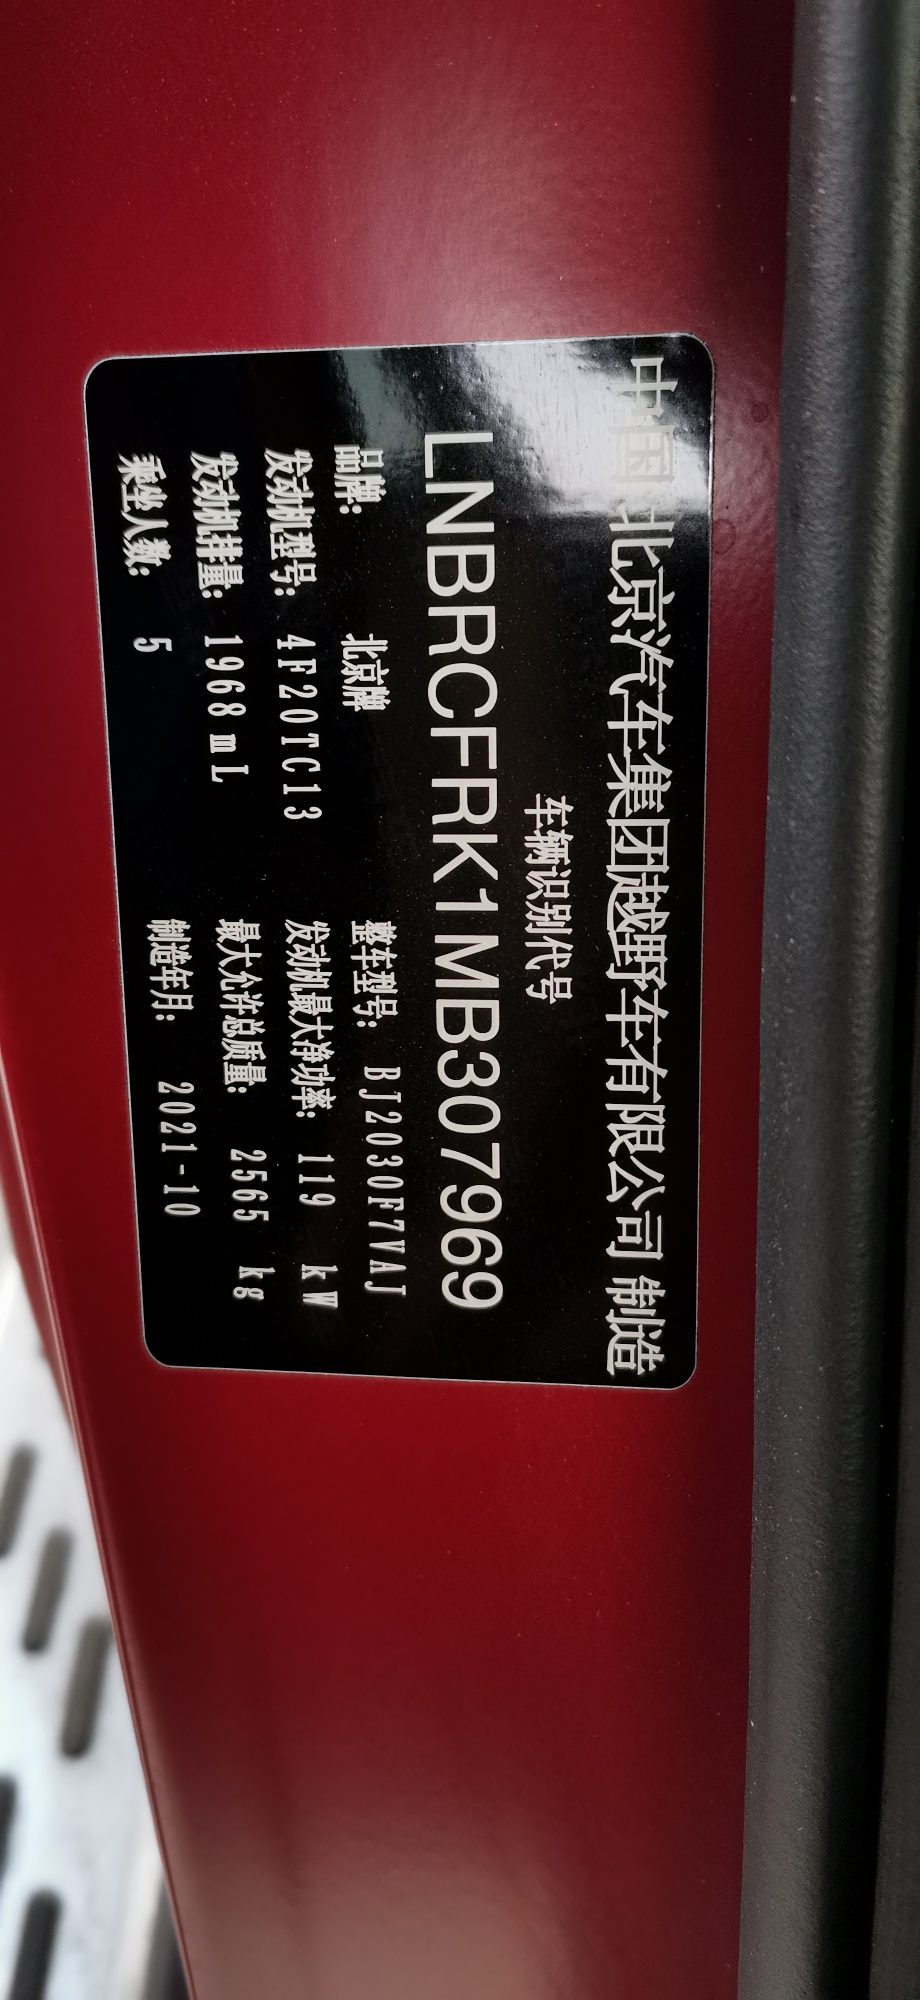 中国 北京汽车集团越野车有限公司 制造
车辆识别代号
LNBRCFRK1MB307969
品牌: 北京牌 整车型号: BJ2030F7VAJ
发动机型号: 4F20TC13 发动机最大净功率: 119 kW
发动机排量: 1968 mL 最大允许总质量: 2565 kg
乘坐人数: 5 制造年月: 2021-10